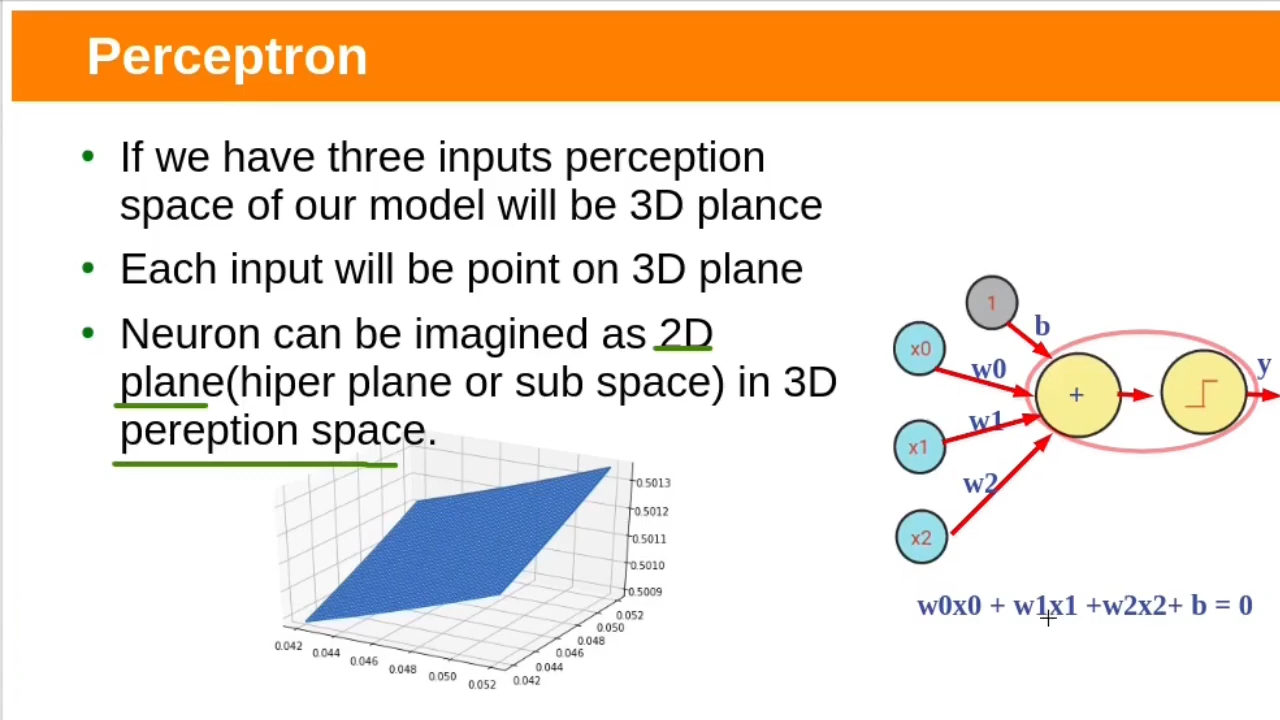 Perceptron
• If we have three inputs perception
space of our model will be 3D plance
• Each input will be point on 3D plane
• Neuron can be imagined as 2D
plane(hiper plane or sub space) in 3D
pereption space.
0.5013
0.5012
0.5011
0.5010
0.5009
0.052
0.050
0.048
0.046
0.044
0.042
0.042
0.044
0.046
0.048
0.050
0.052
1
b
x0
w0
y
+
w1
x1
w2
x2
w0x0 + w1x1 +w2x2+ b = 0